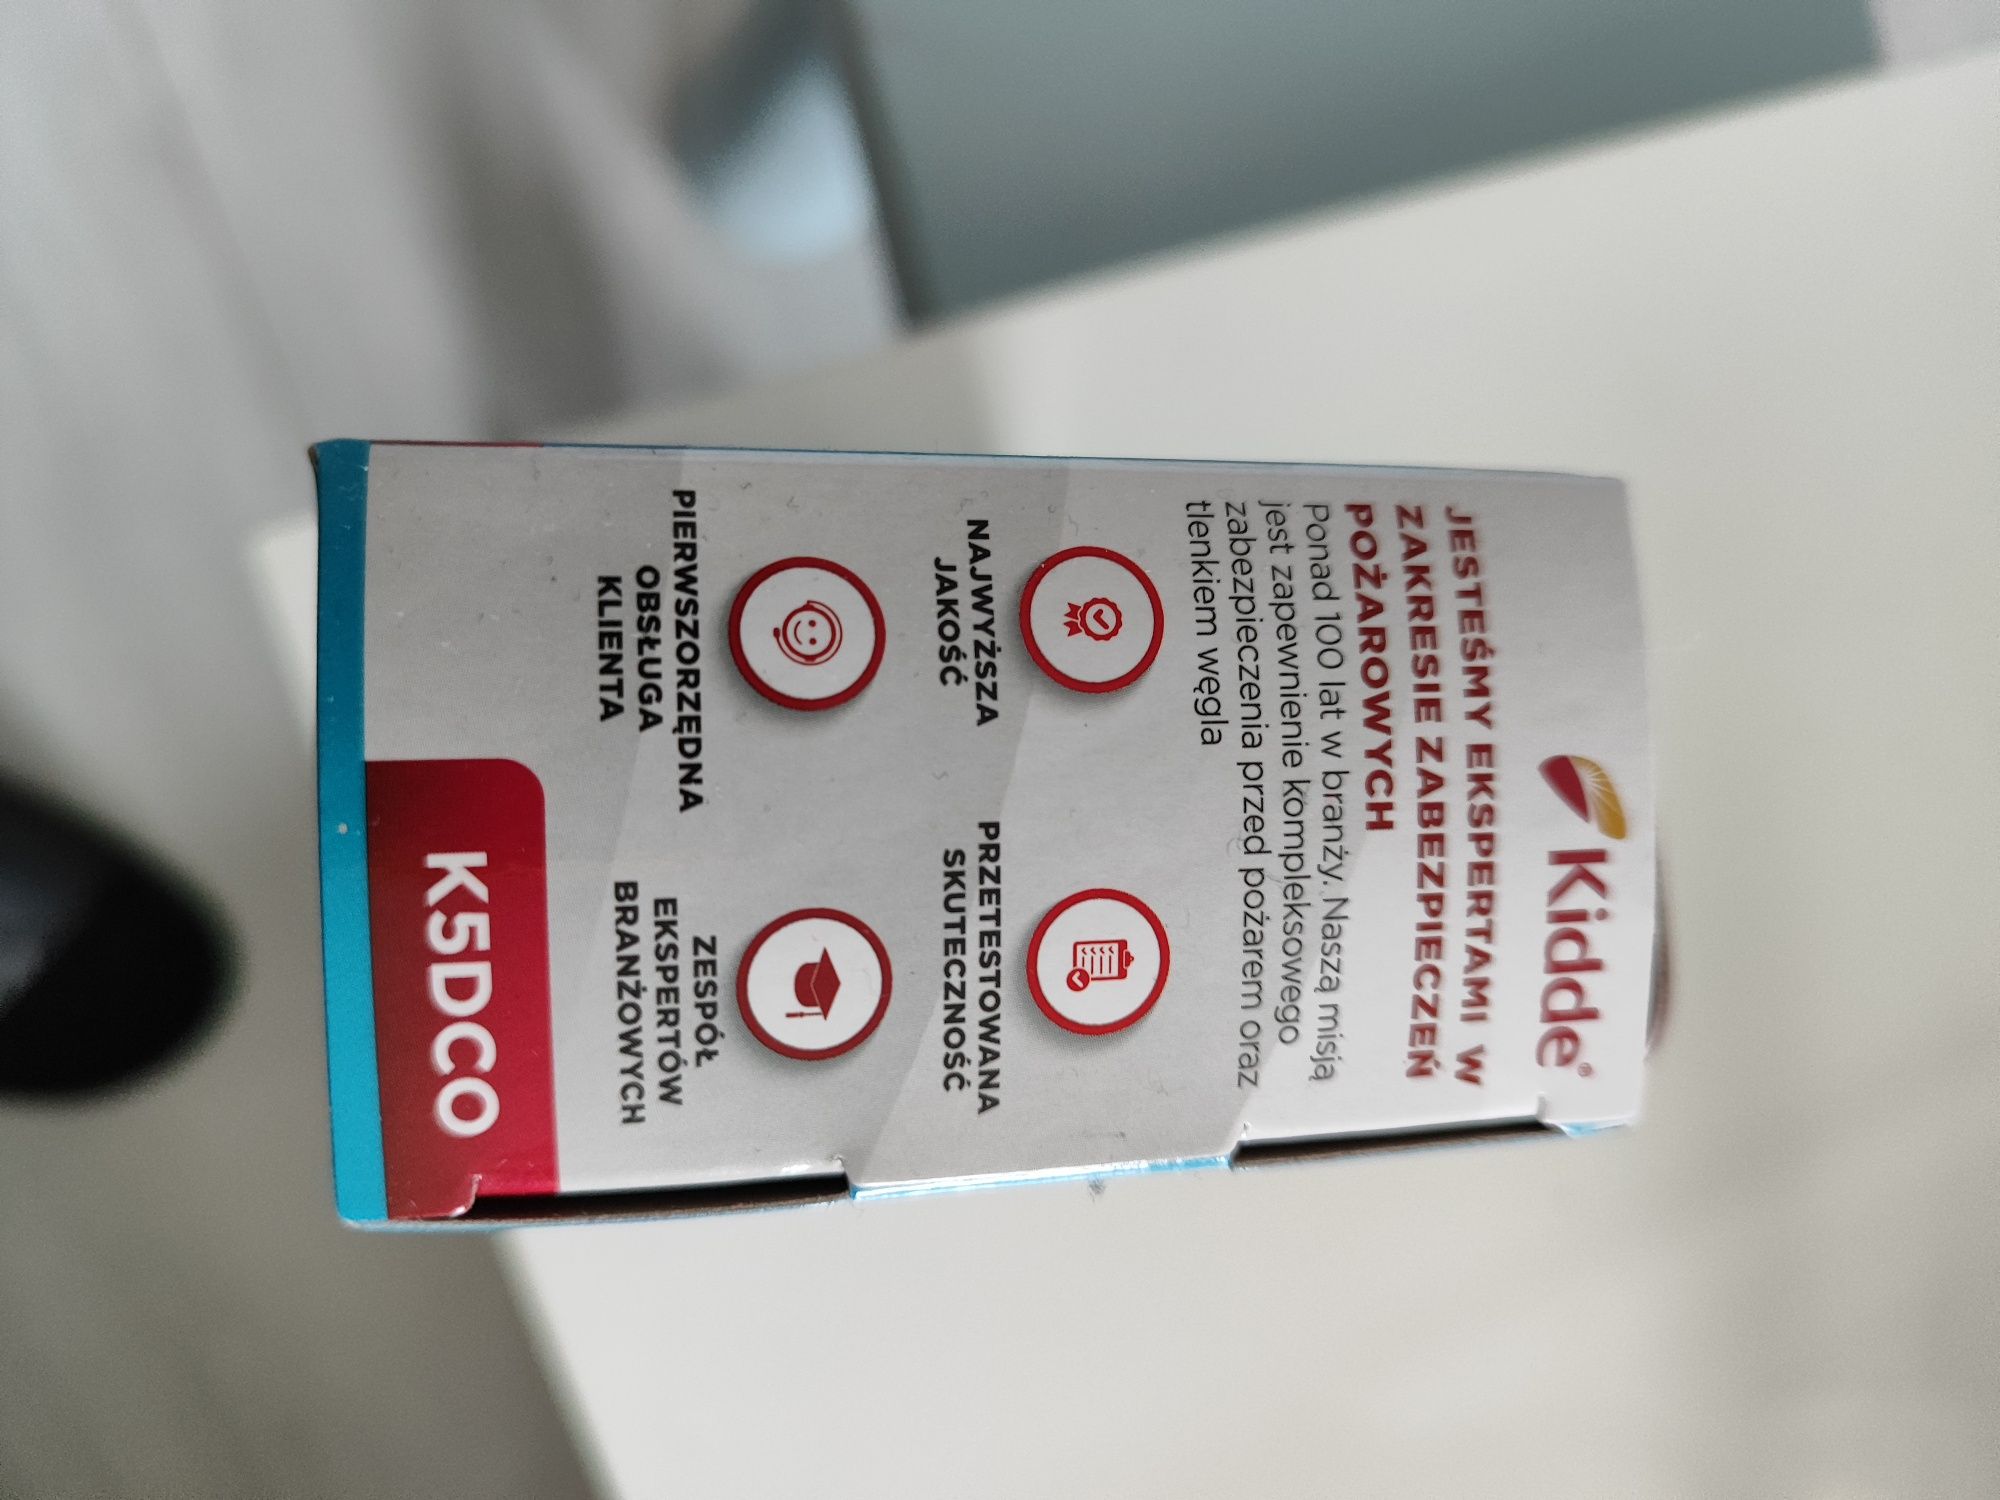 Kidde®
JESTEŚMY EKSPERTAMI W
ZAKRESIE ZABEZPIECZEŃ
POŻAROWYCH
Ponad 100 lat w branży. Naszą misją
jest zapewnienie kompleksowego
zabezpieczenia przed pożarem oraz
tlenkiem węgla
NAJWYŻSZA
JAKOŚĆ
PRZETESTOWANA
SKUTECZNOŚĆ
PIERWSZORZĘDNA
OBSŁUGA
KLIENTA
ZESPÓŁ
EKSPERTÓW
BRANŻOWYCH
K5DCO